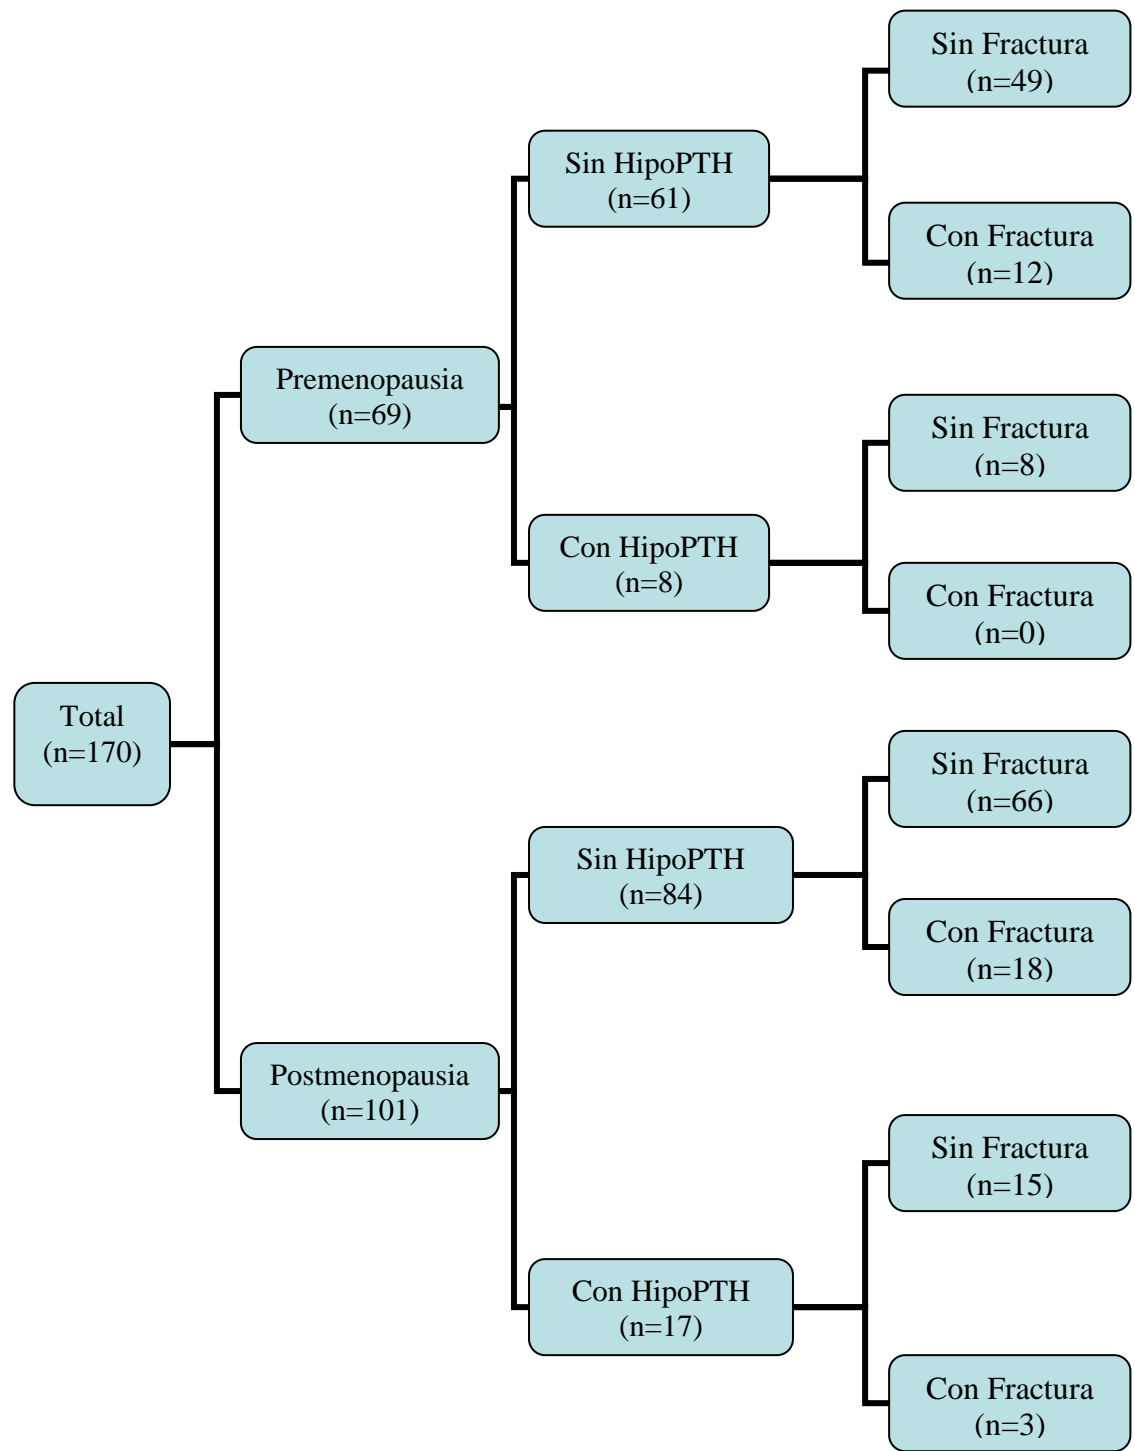 Total
(n=170)
Premenopausia
(n=69)
Sin HipoPTH
(n=61)
Sin Fractura
(n=49)
Con Fractura
(n=12)
Con HipoPTH
(n=8)
Sin Fractura
(n=8)
Con Fractura
(n=0)
Postmenopausia
(n=101)
Sin HipoPTH
(n=84)
Sin Fractura
(n=66)
Con Fractura
(n=18)
Con HipoPTH
(n=17)
Sin Fractura
(n=15)
Con Fractura
(n=3)